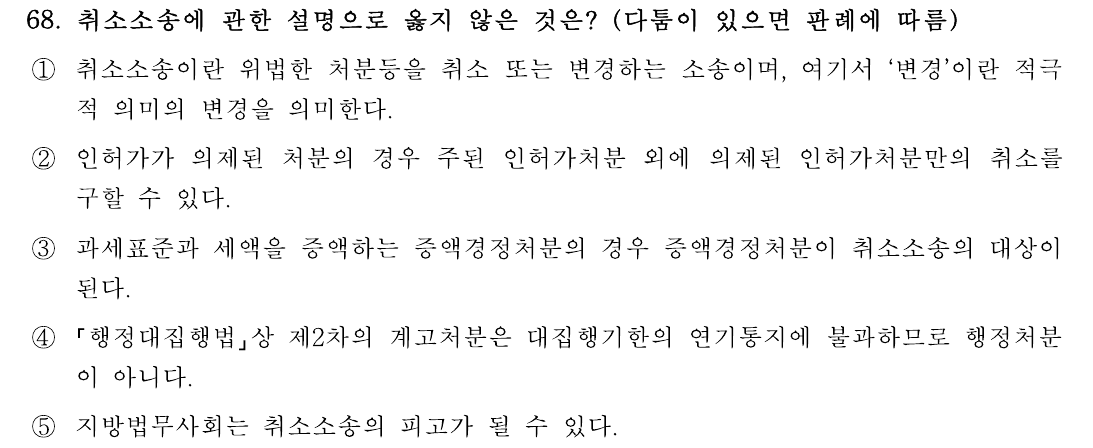 68. 취소소송에 관한 설명으로 옳지 않은 것은? (다툼이 있으면 판례에 따름)
① 취소소송이란 위법한 처분등을 취소 또는 변경하는 소송이며, 여기서 ‘변경’이란 적극
적 의미의 변경을 의미한다.
② 인허가가 의제된 처분의 경우 주된 인허가처분 외에 의제된 인허가처분만의 취소를
구할 수 있다.
③ 과세표준과 세액을 증액하는 증액경정처분의 경우 증액경정처분이 취소소송의 대상이
된다.
④ 「행정대집행법」상 제2차의 계고처분은 대집행기한의 연기통지에 불과하므로 행정처분
이 아니다.
⑤ 지방법무사회는 취소소송의 피고가 될 수 있다.